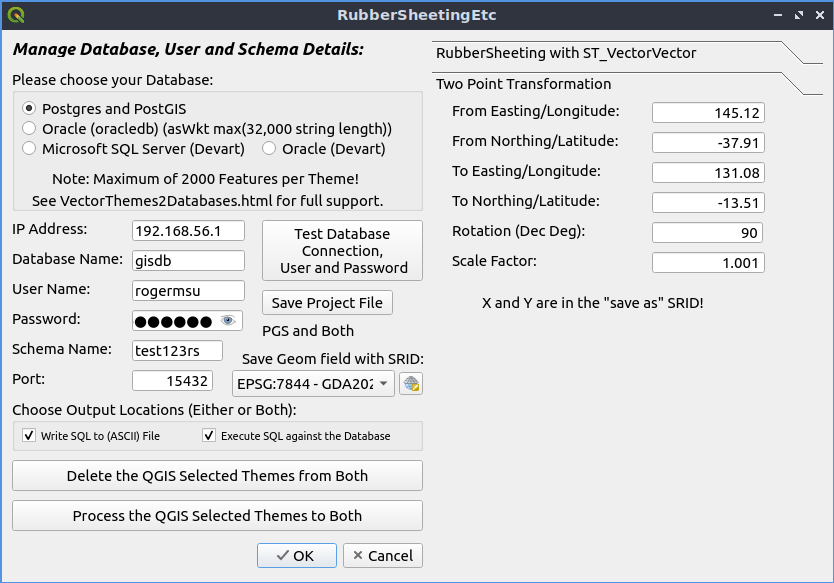 RubberSheetingEtc
Manage Database, User and Schema Details:
Please choose your Database:
Postgres and PostGIS
Oracle (oracledb) (asWkt max(32,000 string length))
Microsoft SQL Server (Devart)
Oracle (Devart)
Note: Maximum of 2000 Features per Theme!
See VectorThemes2Databases.html for full support.
IP Address:
192.168.56.1
Database Name:
gisdb
User Name:
rogermsu
Password:
●●●●●●
Schema Name:
test123rs
Port:
15432
Test Database
Connection,
User and Password
Save Project File
PGS and Both
Save Geom field with SRID:
EPSG:7844 - GDA202
Choose Output Locations (Either or Both):
Write SQL to (ASCII) File
Execute SQL against the Database
Delete the QGIS Selected Themes from Both
Process the QGIS Selected Themes to Both
OK
Cancel
RubberSheeting with ST_VectorVector
Two Point Transformation
From Easting/Longitude:
145.12
From Northing/Latitude:
-37.91
To Easting/Longitude:
131.08
To Northing/Latitude:
-13.51
Rotation (Dec Deg):
90
Scale Factor:
1.001
X and Y are in the "save as" SRID!